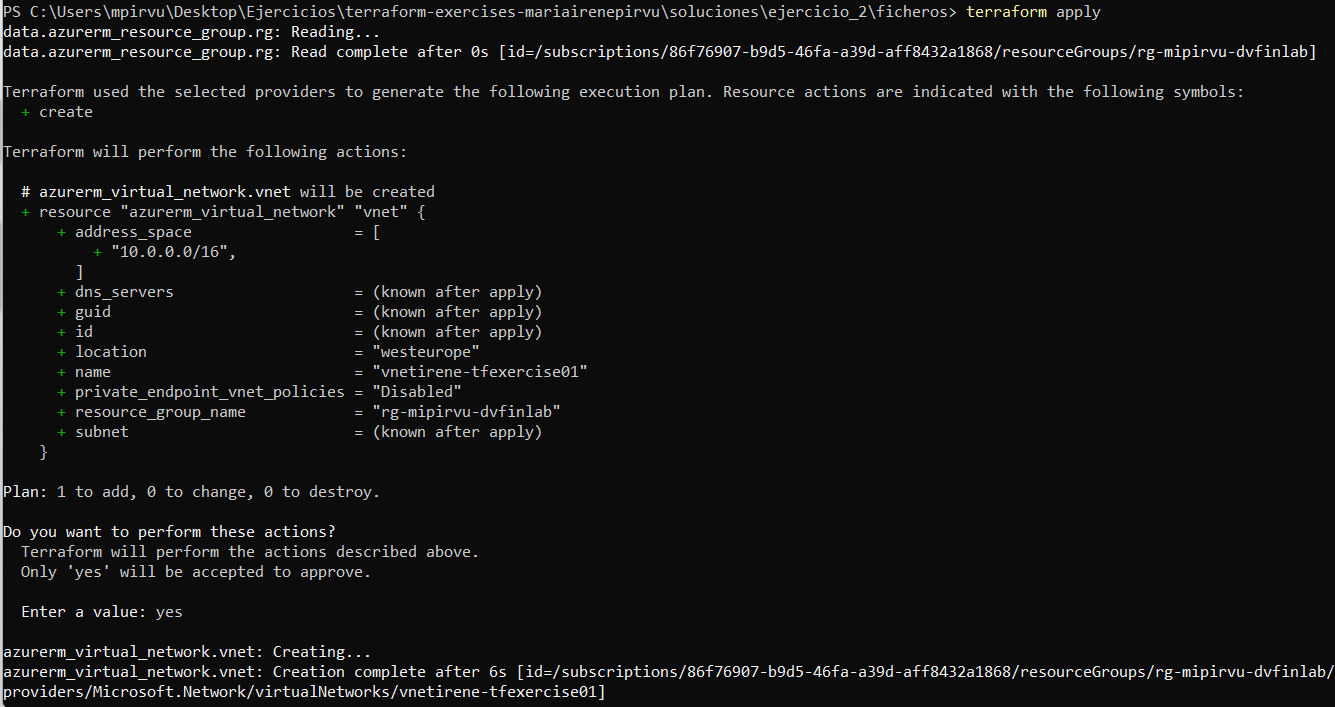 PS C:\Users\mpirvu\Desktop\Ejercicios\terraform-exercises-mariairenepirvu\soluciones\ejercicio_2\ficheros> terraform apply
data.azurerm_resource_group.rg: Reading...
data.azurerm_resource_group.rg: Read complete after 0s [id=/subscriptions/86f76907-b9d5-46fa-a39d-aff8432a1868/resourceGroups/rg-mipirvu-dvfinlab]
Terraform used the selected providers to generate the following execution plan. Resource actions are indicated with the following symbols:
  + create
Terraform will perform the following actions:
  # azurerm_virtual_network.vnet will be created
  + resource "azurerm_virtual_network" "vnet" {
      + address_space                  = [
          + "10.0.0.0/16",
        ]
      + dns_servers                    = (known after apply)
      + guid                           = (known after apply)
      + id                             = (known after apply)
      + location                       = "westeurope"
      + name                           = "vnetirene-tfexercise01"
      + private_endpoint_vnet_policies = "Disabled"
      + resource_group_name            = "rg-mipirvu-dvfinlab"
      + subnet                         = (known after apply)
    }
Plan: 1 to add, 0 to change, 0 to destroy.
Do you want to perform these actions?
  Terraform will perform the actions described above.
  Only 'yes' will be accepted to approve.
  Enter a value: yes
azurerm_virtual_network.vnet: Creating...
azurerm_virtual_network.vnet: Creation complete after 6s [id=/subscriptions/86f76907-b9d5-46fa-a39d-aff8432a1868/resourceGroups/rg-mipirvu-dvfinlab/
providers/Microsoft.Network/virtualNetworks/vnetirene-tfexercise01]